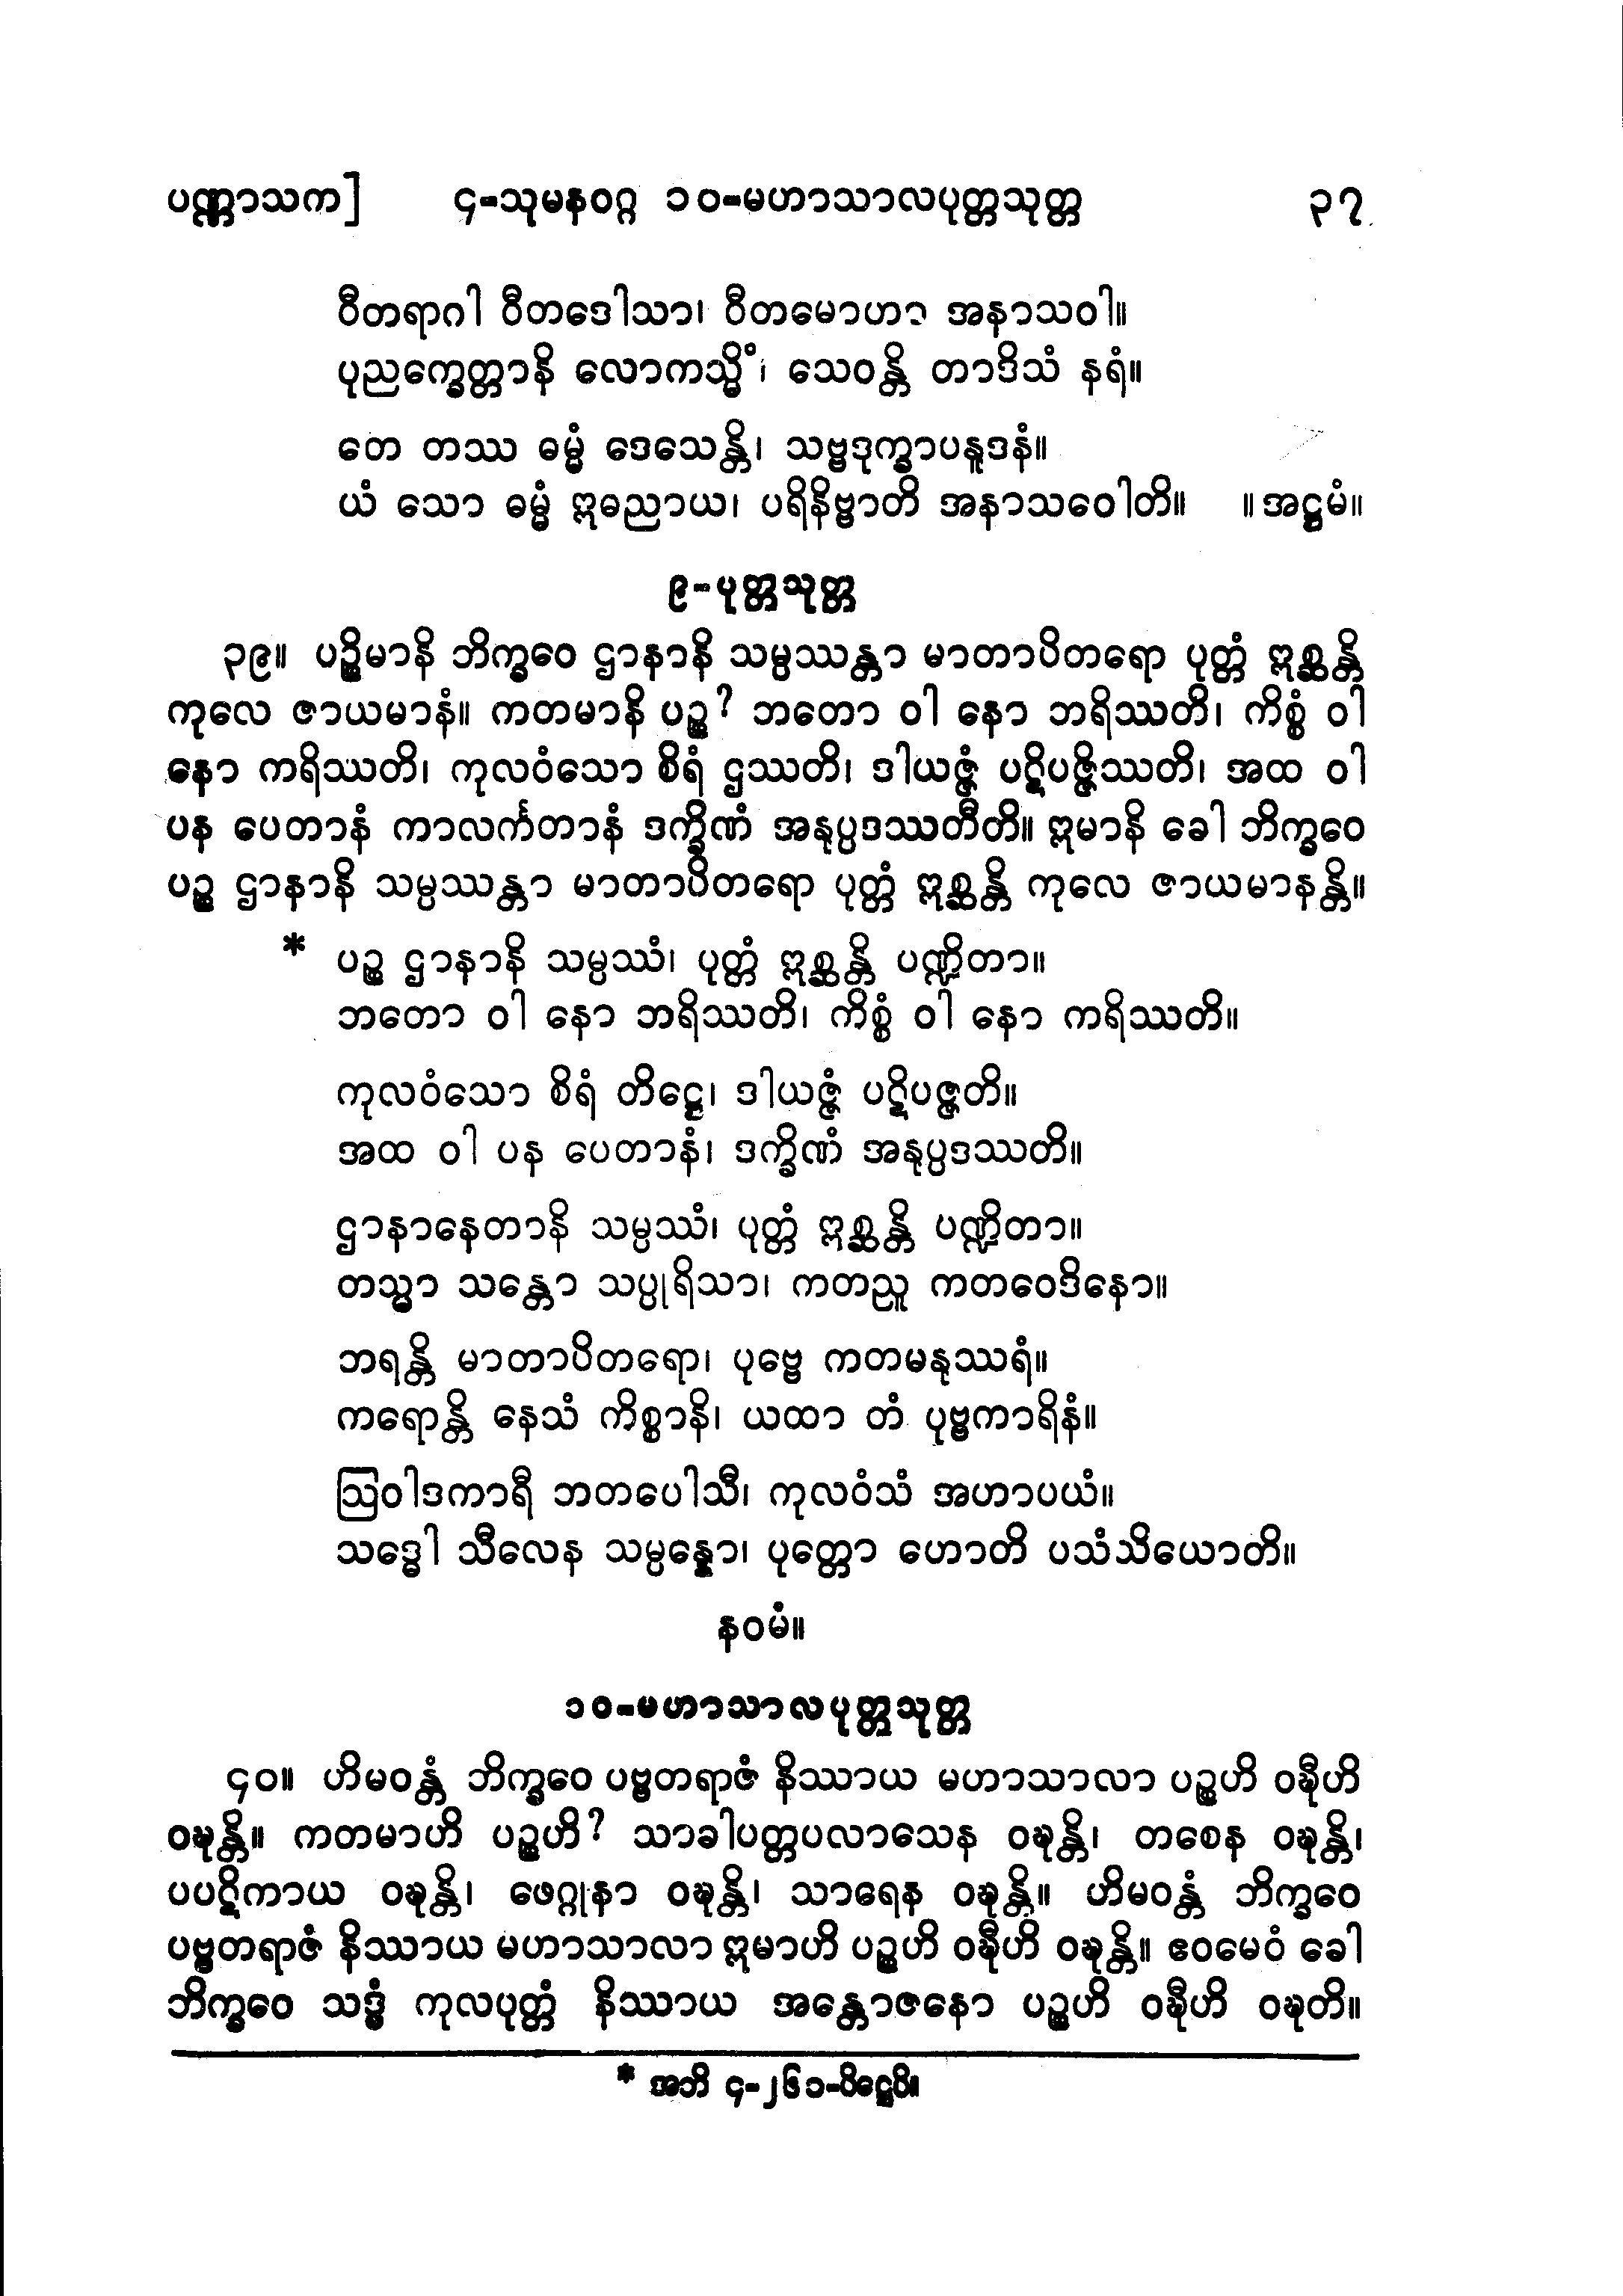 ပဏ္ဏာသက]	၄-သုမနဝဂ္ဂ ၁၀-မဟာသာလပုတ္တသုတ္တ	၃၇
ဝီတရာဂါ ဝီတဒေါသာ၊ ဝီတမောဟာ အနာသဝါ။
ပုညက္ခေတ္တာနိ လောကသ္မိံ၊ သေဝန္တိ တာဒိသံ နရံ။
တေ တဿ ဓမ္မံ ဒေသေန္တိ၊ သဗ္ဗဒုက္ခာပနူဒနံ။
ယံ သော ဓမ္မံ ဣဓညာယ၊ ပရိနိဗ္ဗာတိ အနာသဝေါတိ။ ။အဋ္ဌမံ။
၉-ပုတ္တသုတ္တ
၃၉။ ပဉ္စိမာနိ ဘိက္ခဝေ ဌာနာနိ သမ္ပဿန္တာ မာတာပိတရော ပုတ္တံ ဣစ္ဆန္တိ
ကုလေ ဇာယမာနံ။ ကတမာနိ ပဉ္စ? ဘတော ဝါ နော ဘရိဿတိ၊ ကိစ္စံ ဝါ
နော ကရိဿတိ၊ ကုလဝံသော စိရံ ဌဿတိ၊ ဒါယဇ္ဇံ ပဋိပဇ္ဇိဿတိ၊ အထ ဝါ
ပန ပေတာနံ ကာလင်္ကတာနံ ဒက္ခိဏံ အနုပ္ပဒဿတီတိ။ ဣမာနိ ခေါ ဘိက္ခဝေ
ပဉ္စ ဌာနာနိ သမ္ပဿန္တာ မာတာပိတရော ပုတ္တံ ဣစ္ဆန္တိ ကုလေ ဇာယမာနန္တိ။
* ပဉ္စ ဌာနာနိ သမ္ပဿံ၊ ပုတ္တံ ဣစ္ဆန္တိ ပဏ္ဍိတာ။
ဘတော ဝါ နော ဘရိဿတိ၊ ကိစ္စံ ဝါ နော ကရိဿတိ။
ကုလဝံသော စိရံ တိဋ္ဌေ၊ ဒါယဇ္ဇံ ပဋိပဇ္ဇတိ။
အထ ဝါ ပန ပေတာနံ၊ ဒက္ခိဏံ အနုပ္ပဒဿတိ။
ဌာနာနေတာနိ သမ္ပဿံ၊ ပုတ္တံ ဣစ္ဆန္တိ ပဏ္ဍိတာ။
တသ္မာ သန္တော သပ္ပုရိသာ၊ ကတညူ ကတဝေဒိနော။
ဘရန္တိ မာတာပိတရော၊ ပုဗ္ဗေ ကတမနုဿရံ။
ကရောန္တိ နေသံ ကိစ္စာနိ၊ ယထာ တံ ပုဗ္ဗကာရိနံ။
ဩဝါဒကာရီ ဘတပေါသီ၊ ကုလဝံသံ အဟာပယံ။
သဒ္ဓေါ သီလေန သမ္ပန္နော၊ ပုတ္တော ဟောတိ ပသံသိယောတိ။
နဝမံ။
၁၀-မဟာသာလပုတ္တသုတ္တ
၄၀။ ဟိမဝန္တံ ဘိက္ခဝေ ပဗ္ဗတရာဇံ နိဿာယ မဟာသာလာ ပဉ္စဟိ ဝဍ္ဎီဟိ
ဝဍ္ဎန္တိ။ ကတမာဟိ ပဉ္စဟိ? သာခါပတ္တပလာသေန ဝဍ္ဎန္တိ၊ တစေန ဝဍ္ဎန္တိ၊
ပပဋိကာယ ဝဍ္ဎန္တိ၊ ဖေဂ္ဂုနာ ဝဍ္ဎန္တိ၊ သာရေန ဝဍ္ဎန္တိ။ ဟိမဝန္တံ ဘိက္ခဝေ
ပဗ္ဗတရာဇံ နိဿာယ မဟာသာလာ ဣမာဟိ ပဉ္စဟိ ဝဍ္ဎီဟိ ဝဍ္ဎန္တိ။ ဧဝမေဝံ ခေါ
ဘိက္ခဝေ သဒ္ဓံ ကုလပုတ္တံ နိဿာယ အန္တောဇနော ပဉ္စဟိ ဝဍ္ဎီဟိ ဝဍ္ဎတိ။
* အဘိ ၄-၂၆၁-ပိဋ္ဌေပိ။